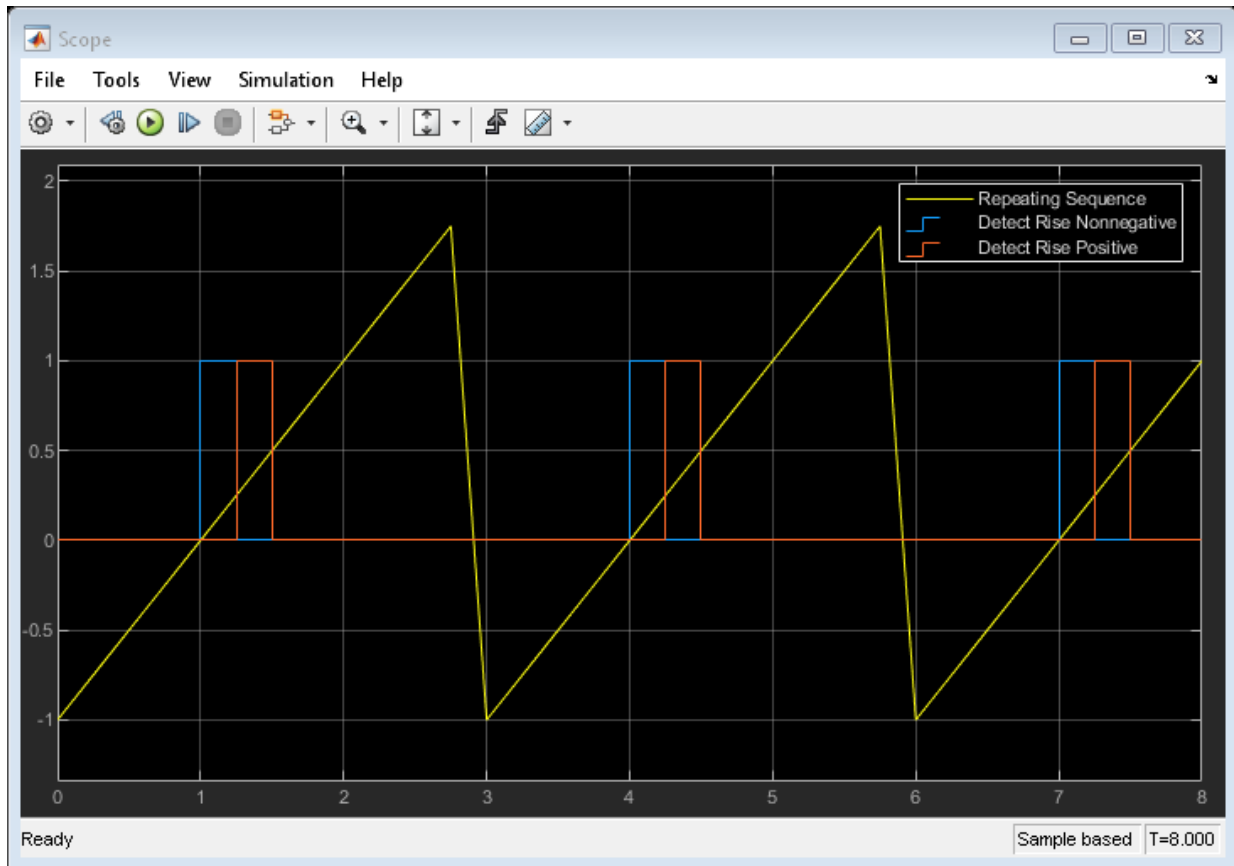 Scope
File Tools View Simulation Help
Repeating Sequence
Detect Rise Nonnegative
Detect Rise Positive
2
1.5
1
0.5
0
-0.5
-1
0 1 2 3 4 5 6 7 8
Ready Sample based T=8.000